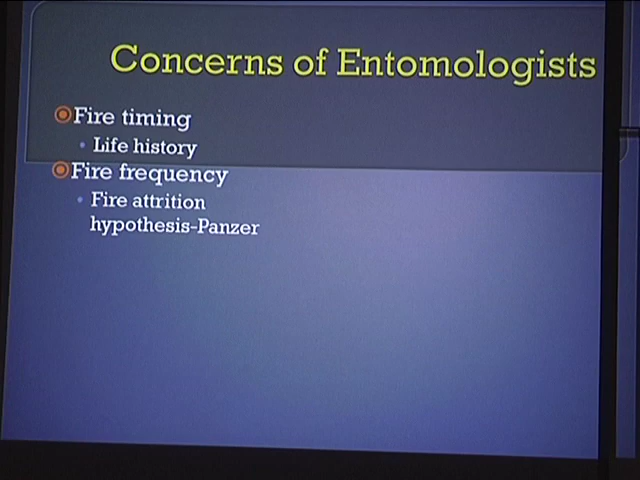 Concerns of Entomologists
Fire timing
Life history
Fire frequency
Fire attrition
hypothesis-Panzer